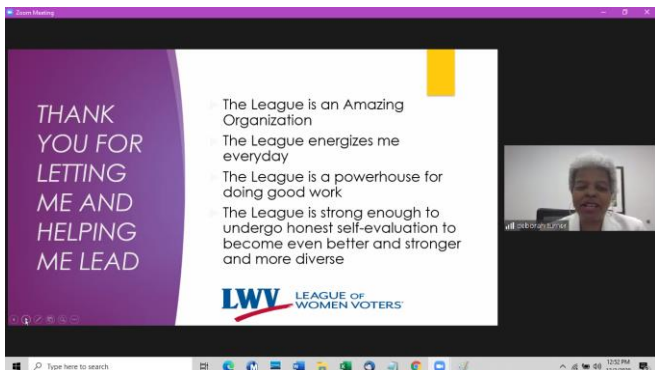 Zoom Meeting
THANK
YOU FOR
LETTING
ME AND
HELPING
ME LEAD
The League is an Amazing
Organization
The League energizes me
everyday
The League is a powerhouse for
doing good work
The League is strong enough to
undergo honest self-evaluation to
become even better and stronger
and more diverse
LWV LEAGUE OF
WOMEN VOTERS
deborah turner
Type here to search
12:52 PM